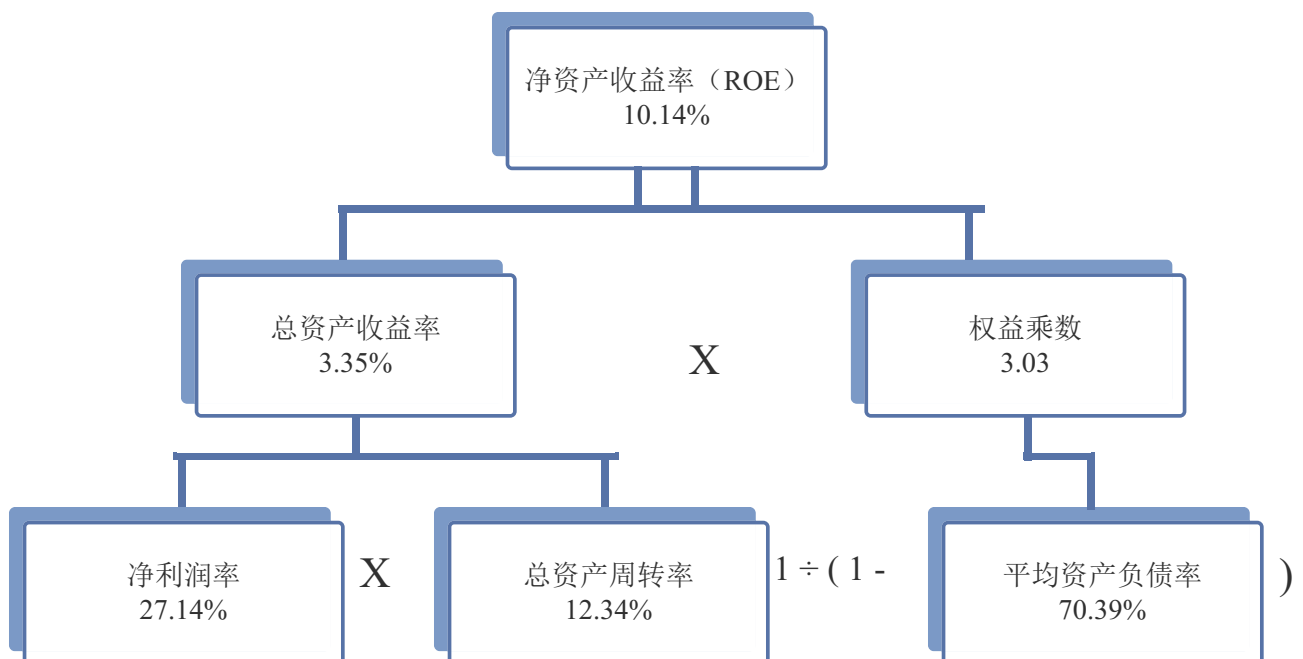 净资产收益率（ROE）
10.14%
总资产收益率
3.35%
X
权益乘数
3.03
净利润率
27.14%
X
总资产周转率
12.34%
1 ÷ ( 1 -
平均资产负债率
70.39%
)